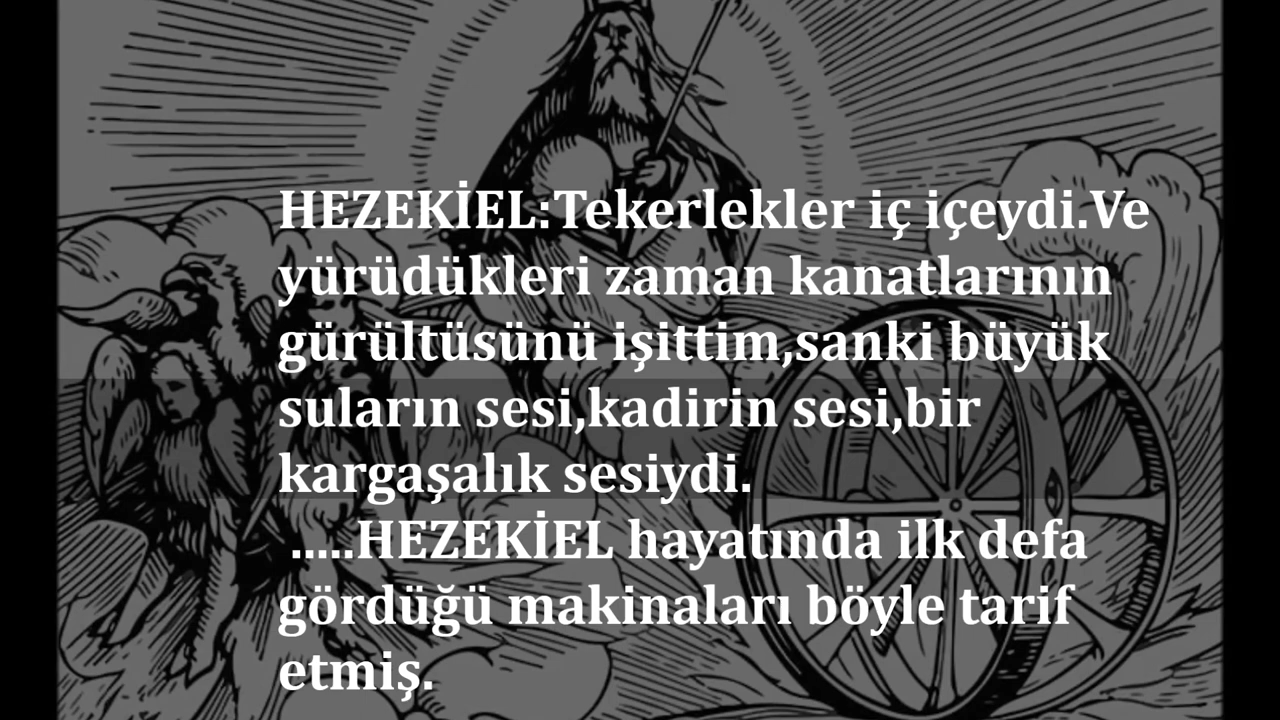 HEZEKİEL:Tekerlekler iç içeydi.Ve
yürüdükleri zaman kanatlarının
gürültüsünü işittim,sanki büyük
suların sesi,kadirin sesi,bir
kargaşalık sesiydi.
.....HEZEKİEL hayatında ilk defa
gördüğü makinaları böyle tarif
etmiş.